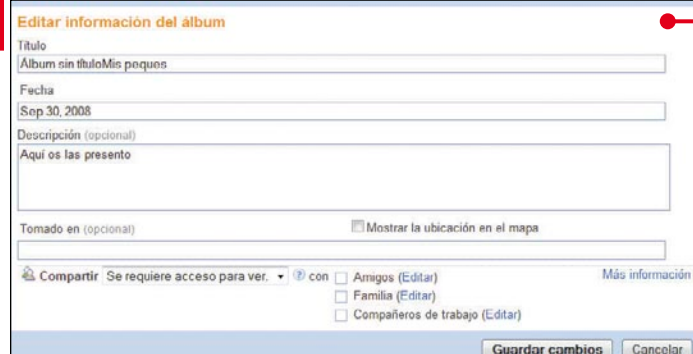 Editar información del álbum
Título
Álbum sin títuloMis peques
Fecha
Sep 30, 2008
Descripción (opcional)
Aquí os las presento
Tomado en (opcional)
Mostrar la ubicación en el mapa
Compartir Se requiere acceso para ver. ? con Amigos (Editar) Más información
Familia (Editar)
Compañeros de trabajo (Editar)
Guardar cambios Cancelar